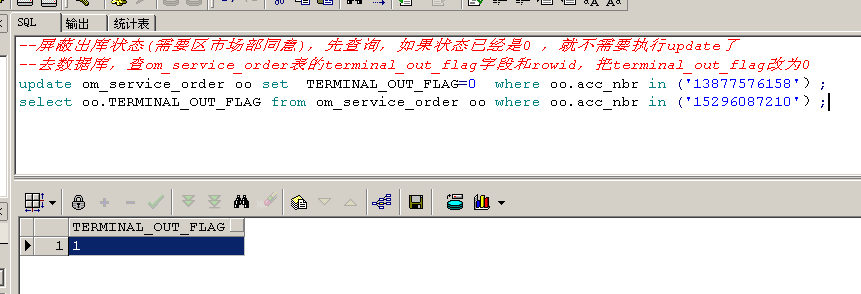 SQL 输出 统计表
--屏蔽出库状态(需要区市场部同意), 先查询, 如果状态已经是0 , 就不需要执行update了
--去数据库, 查om_service_order表的terminal_out_flag字段和rowid, 把terminal_out_flag改为0
update om_service_order oo set  TERMINAL_OUT_FLAG=0  where oo.acc_nbr in ('13877576158') ;
select oo.TERMINAL_OUT_FLAG from om_service_order oo where oo.acc_nbr in ('15296087210') ;
TERMINAL_OUT_FLAG
1 1